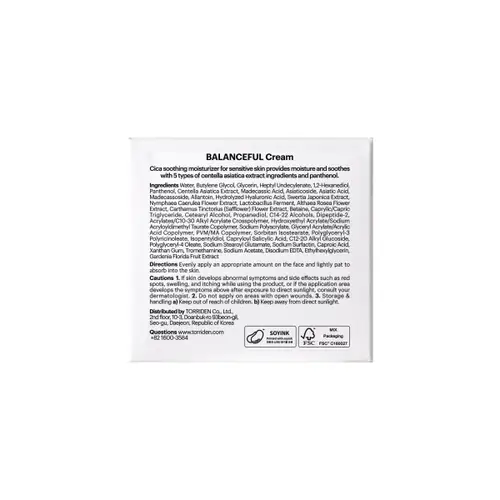 BALANCEFUL Cream
Cica soothing moisturizer for sensitive skin provides moisture and soothes
with 5 types of centella asiatica extract ingredients and panthenol.
Ingredients Water, Butylene Glycol, Glycerin, Heptyl Undecylenate, 1,2-Hexanediol,
Panthenol, Centella Asiatica Extract, Madecassic Acid, Asiaticoside, Asiatic Acid,
Madecassoside, Allantoin, Hydrolyzed Hyaluronic Acid, Swertia Japonica Extract,
Nymphaea Caerulea Flower Extract, Lactobacillus Ferment, Althaea Rosea Flower
Extract, Carthamus Tinctorius (Safflower) Flower Extract, Betaine, Caprylic/Capric
Triglyceride, Cetearyl Alcohol, Propanediol, C14-22 Alcohols, Dipeptide-2,
Acrylates/C10-30 Alkyl Acrylate Crosspolymer, Hydroxyethyl Acrylate/Sodium
Acryloyldimethyl Taurate Copolymer, Sodium Polyacrylate, Glyceryl Acrylate/Acrylic
Acid Copolymer, PVM/MA Copolymer, Sorbitan Isostearate, Polyglyceryl-3
Polyricinoleate, Isopentyldiol, Capryloyl Salicylic Acid, C12-20 Alkyl Glucoside,
Polyglyceryl-4 Oleate, Sodium Stearoyl Glutamate, Sodium Surfactin, Caproic Acid,
Xanthan Gum, Tromethamine, Sodium Acetate, Disodium EDTA, Ethylhexylglycerin,
Gardenia Florida Fruit Extract
Directions Evenly apply an appropriate amount on the face and lightly pat to
absorb into the skin.
Cautions 1. If skin develops abnormal symptoms and side effects such as red
spots, swelling, and itching while using the product, or if the application area
develops the symptoms above after exposure to direct sunlight, consult your
dermatologist. 2. Do not apply on areas with open wounds. 3. Storage &
handling a) Keep out of reach of children. b) Keep away from direct sunlight.
Distributed by TORRIDEN Co., Ltd.
2nd floor, 10-3, Doanbuk-ro 93beon-gil,
Seo-gu, Daejeon, Republic of Korea
Questions www.torriden.com
+82 1600-3584
SOYINK
FSC
MIX
Packaging
FSC® C160027